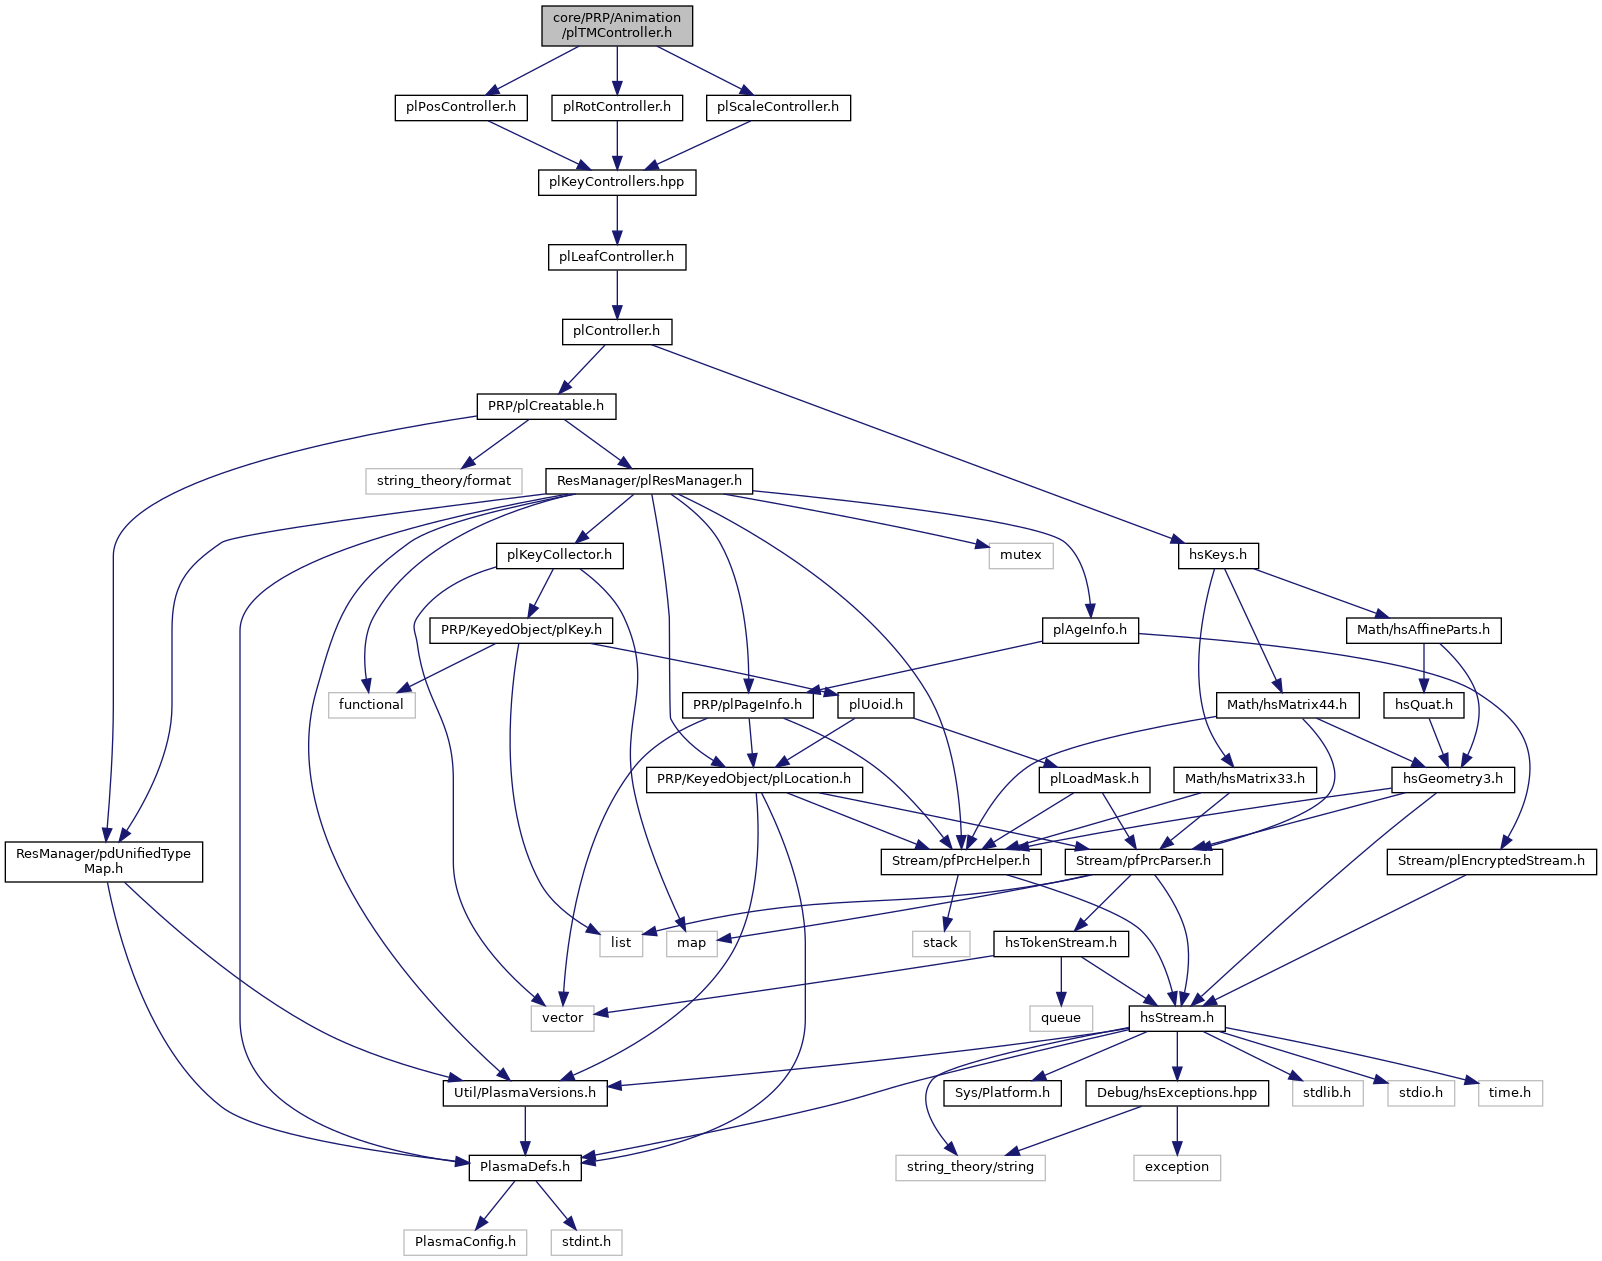 core/PRP/Animation
/plTMController.h
plPosController.h
plRotController.h
plScaleController.h
plKeyControllers.hpp
plLeafController.h
plController.h
PRP/plCreatable.h
string_theory/format
ResManager/plResManager.h
plKeyCollector.h
mutex
hsKeys.h
PRP/KeyedObject/plKey.h
plAgeInfo.h
Math/hsAffineParts.h
functional
PRP/plPageInfo.h
plUoid.h
Math/hsMatrix44.h
hsQuat.h
PRP/KeyedObject/plLocation.h
plLoadMask.h
Math/hsMatrix33.h
hsGeometry3.h
ResManager/pdUnifiedType
Map.h
Stream/pfPrcHelper.h
Stream/pfPrcParser.h
Stream/plEncryptedStream.h
list
map
stack
hsTokenStream.h
vector
queue
hsStream.h
Util/PlasmaVersions.h
Sys/Platform.h
Debug/hsExceptions.hpp
stdlib.h
stdio.h
time.h
PlasmaDefs.h
string_theory/string
exception
PlasmaConfig.h
stdint.h